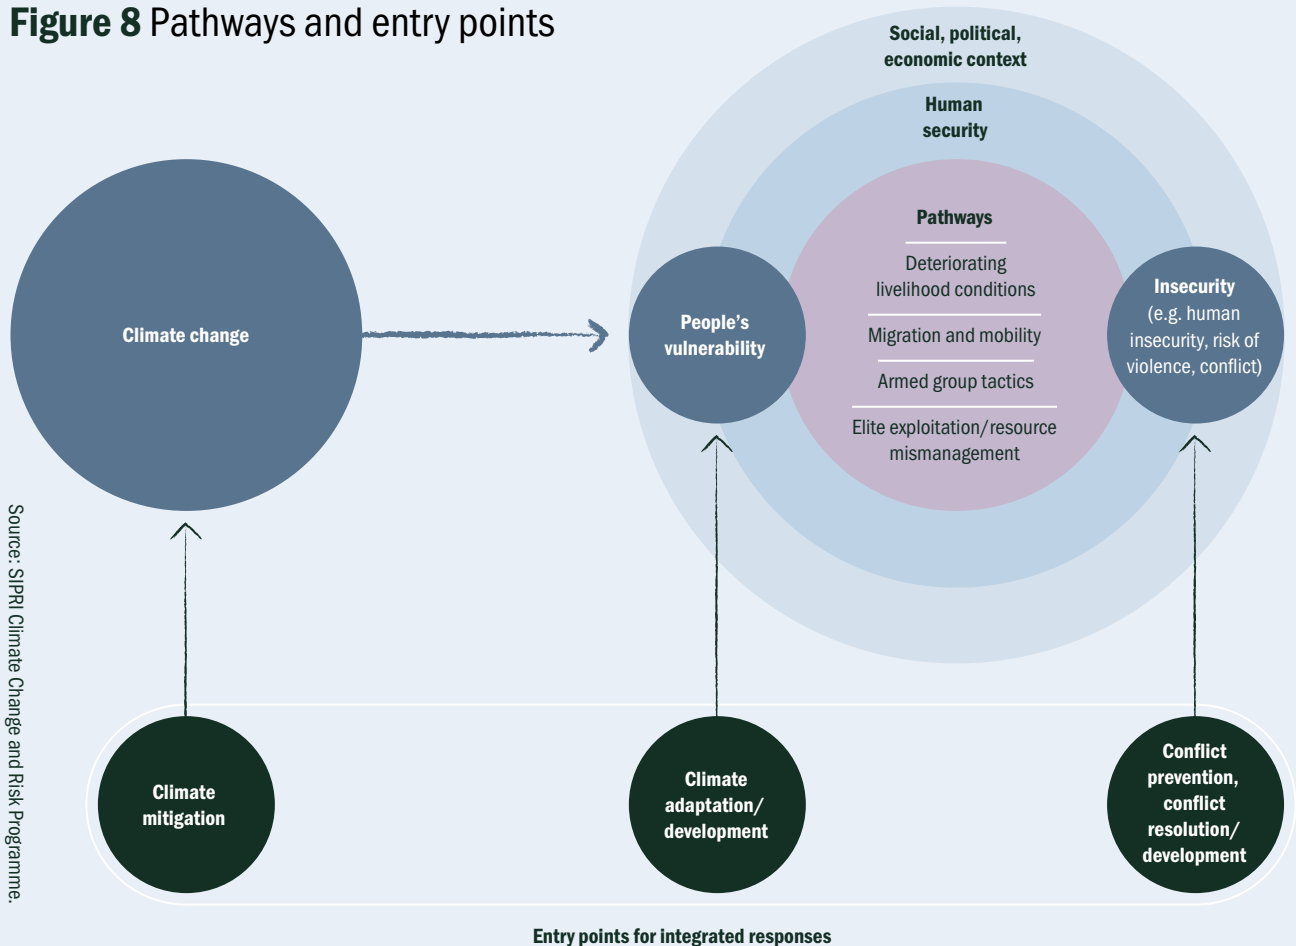 Figure 8 Pathways and entry points
Social, political,
economic context
Human
security
Pathways
Deteriorating
livelihood conditions
Migration and mobility
Armed group tactics
Elite exploitation/resource
mismanagement
Climate change
People's
vulnerability
Insecurity
(e.g. human
insecurity, risk of
violence, conflict)
Climate
mitigation
Climate
adaptation/
development
Conflict
prevention,
conflict
resolution/
development
Entry points for integrated responses
Source: SIPRI Climate Change and Risk Programme.